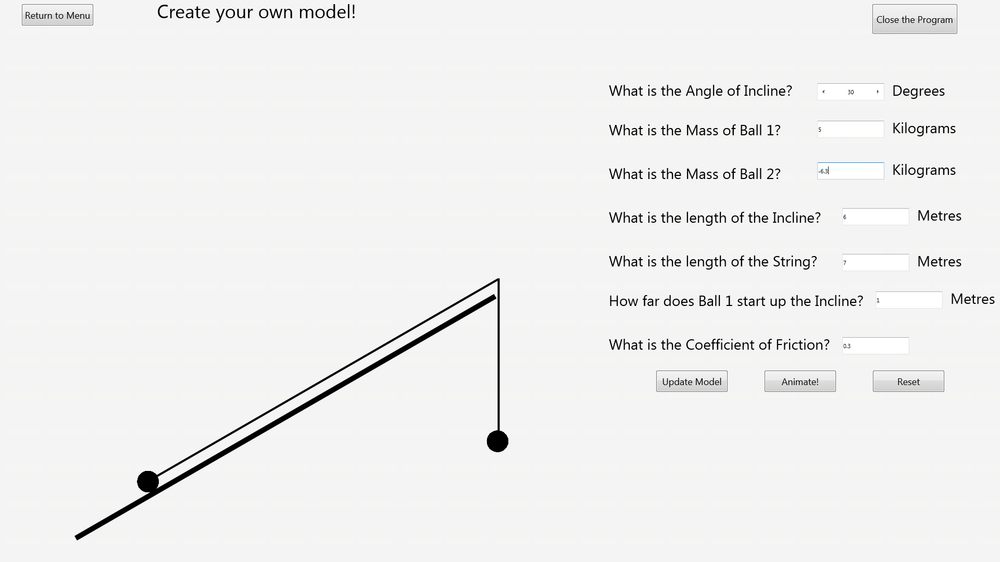 Return to Menu
Create your own model!
Close the Program
What is the Angle of Incline? 30 Degrees
What is the Mass of Ball 1? 5 Kilograms
What is the Mass of Ball 2? -6.3 Kilograms
What is the length of the Incline? 6 Metres
What is the length of the String? 7 Metres
How far does Ball 1 start up the Incline? 1 Metres
What is the Coefficient of Friction? 0.3
Update Model Animate! Reset